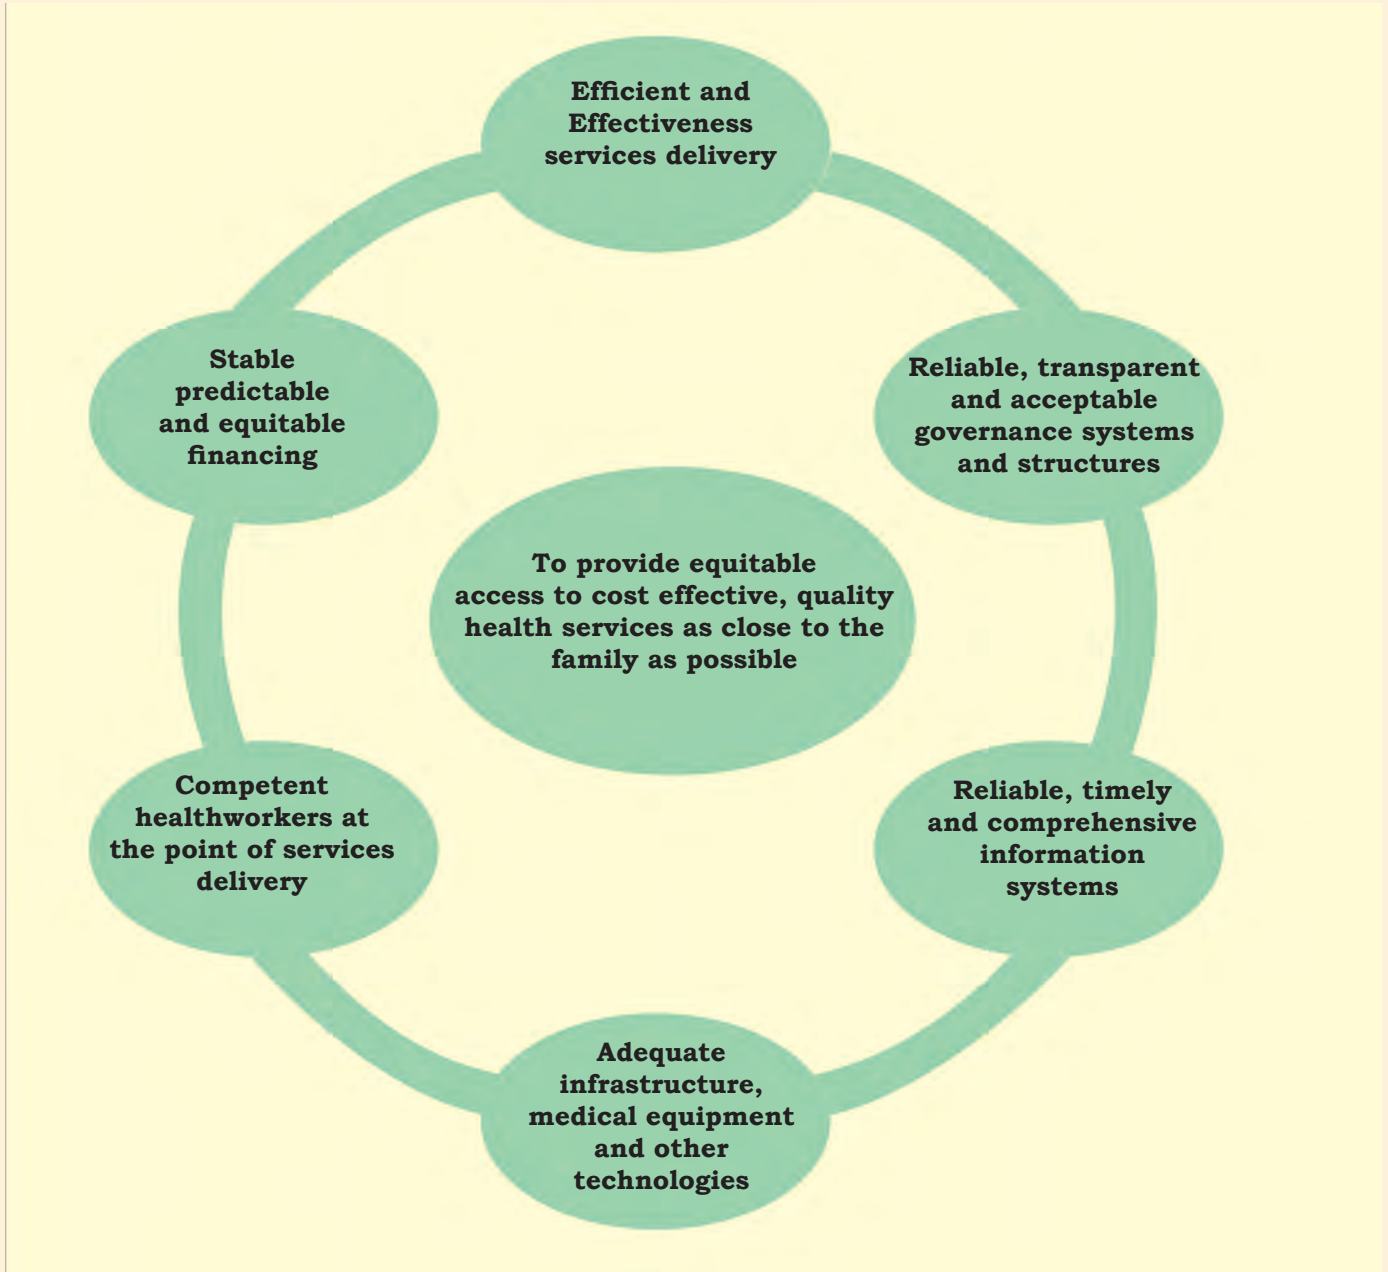 Efficient and
Effectiveness
services delivery
Stable
predictable
and equitable
financing
Reliable, transparent
and acceptable
governance systems
and structures
To provide equitable
access to cost effective, quality
health services as close to the
family as possible
Competent
healthworkers at
the point of services
delivery
Reliable, timely
and comprehensive
information
systems
Adequate
infrastructure,
medical equipment
and other
technologies